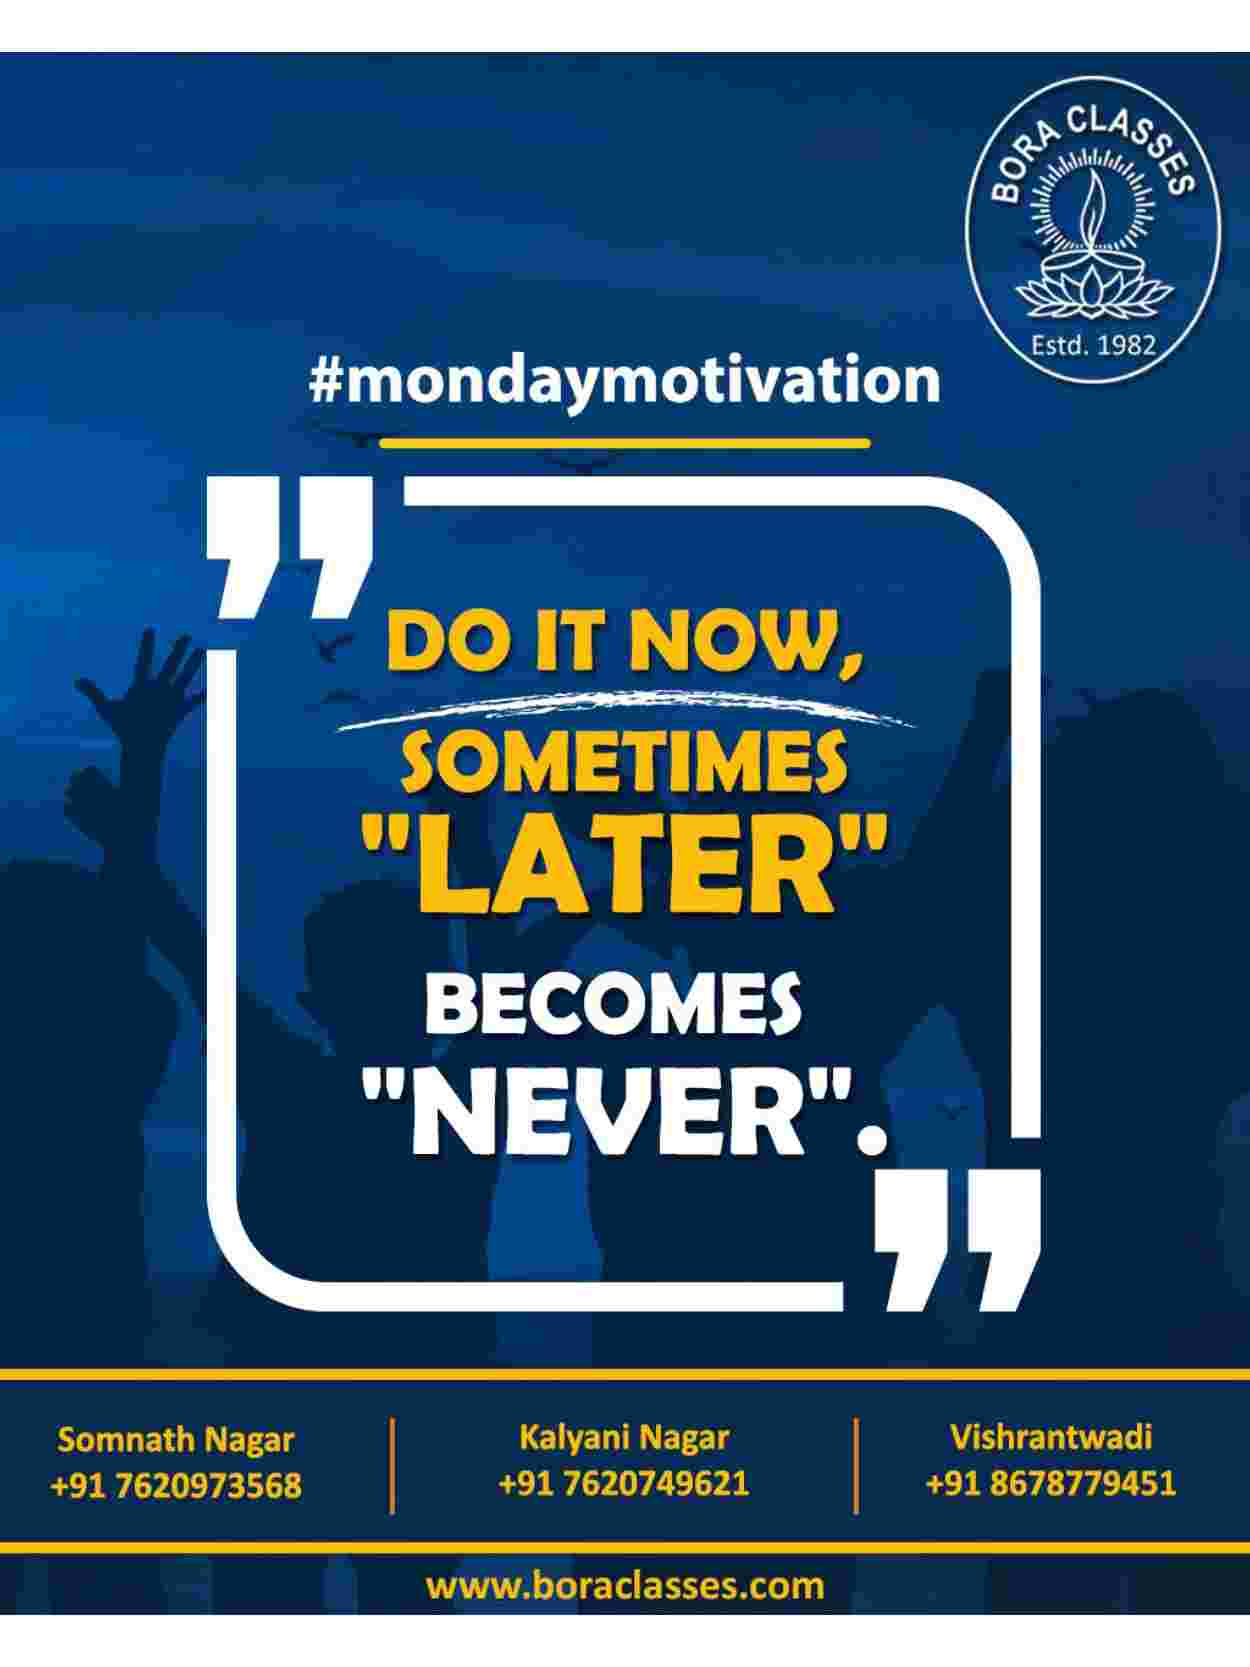 BORA CLASSES
Estd. 1982
#mondaymotivation
DO IT NOW,
SOMETIMES
"LATER"
BECOMES
"NEVER".
Somnath Nagar
+91 7620973568
Kalyani Nagar
+91 7620749621
Vishrantwadi
+91 8678779451
www.boraclasses.com